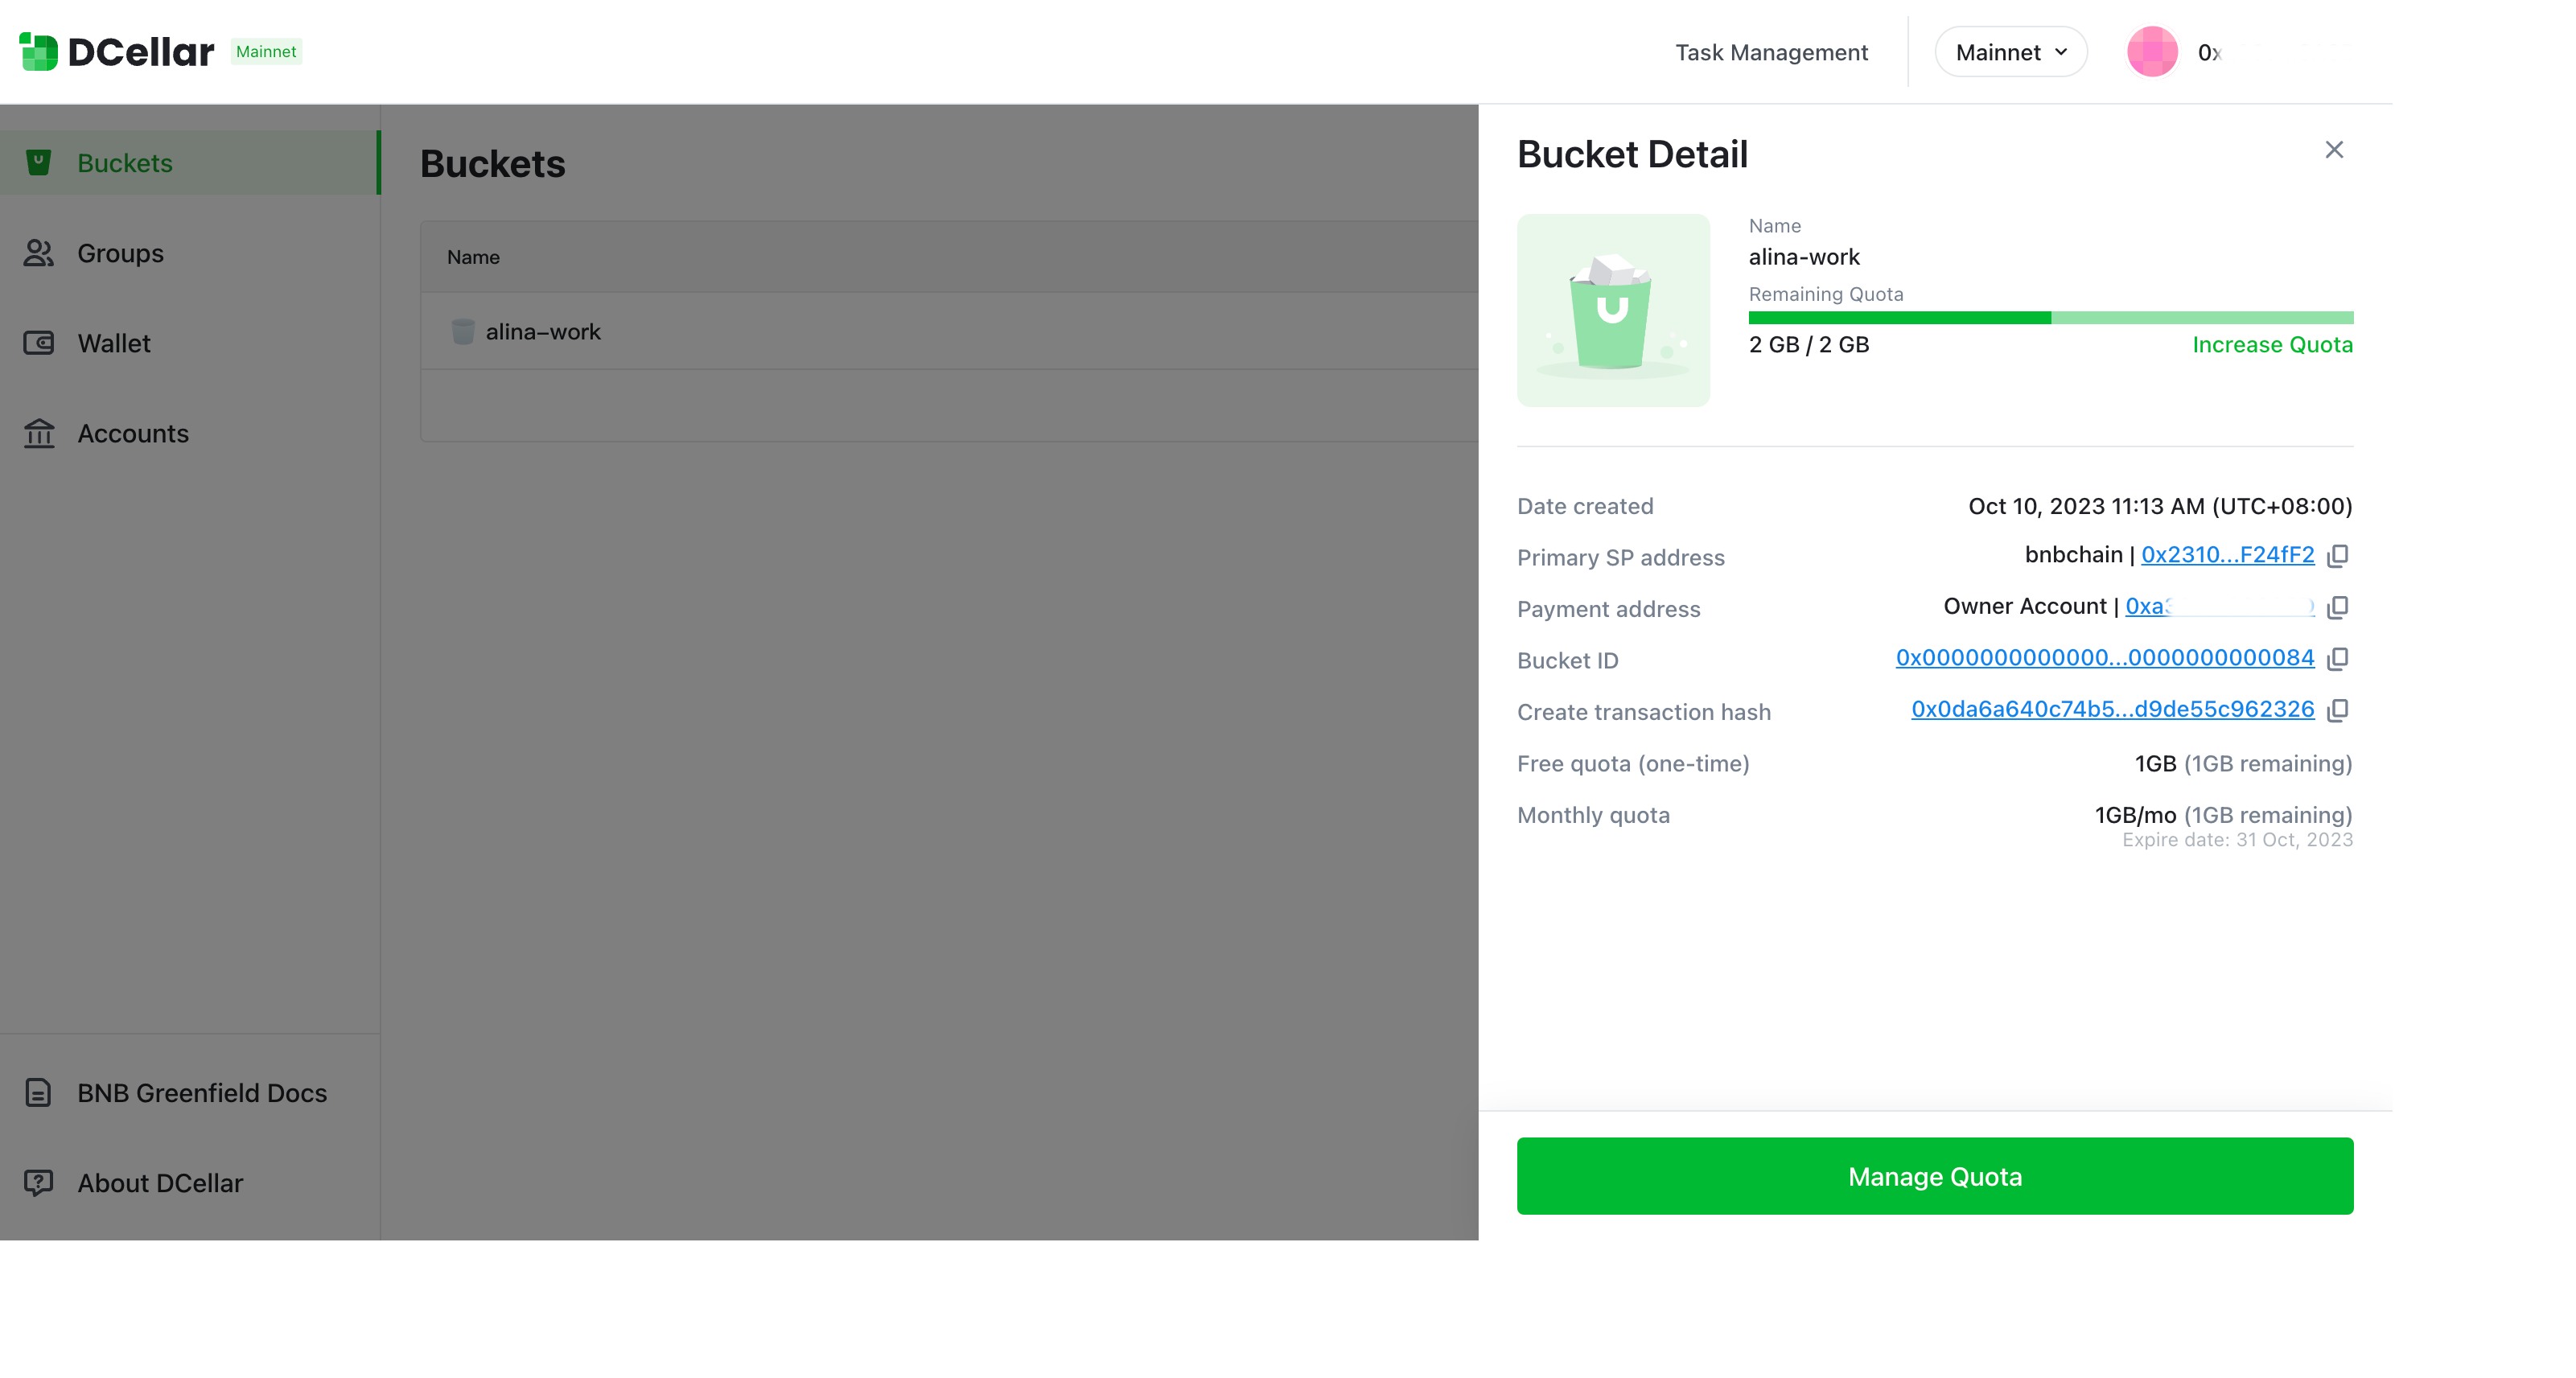 DCellar Mainnet
Task Management
Mainnet
0x
Buckets
Groups
Wallet
Accounts
BNB Greenfield Docs
About DCellar
Buckets
Name
alina-work
Bucket Detail
Name
alina-work
Remaining Quota
2 GB / 2 GB Increase Quota
Date created Oct 10, 2023 11:13 AM (UTC+08:00)
Primary SP address bnbchain | 0x2310...F24fF2
Payment address Owner Account | 0xa
Bucket ID 0x0000000000000...0000000000084
Create transaction hash 0x0da6a640c74b5...d9de55c962326
Free quota (one-time) 1GB (1GB remaining)
Monthly quota 1GB/mo (1GB remaining)
Expire date: 31 Oct, 2023
Manage Quota